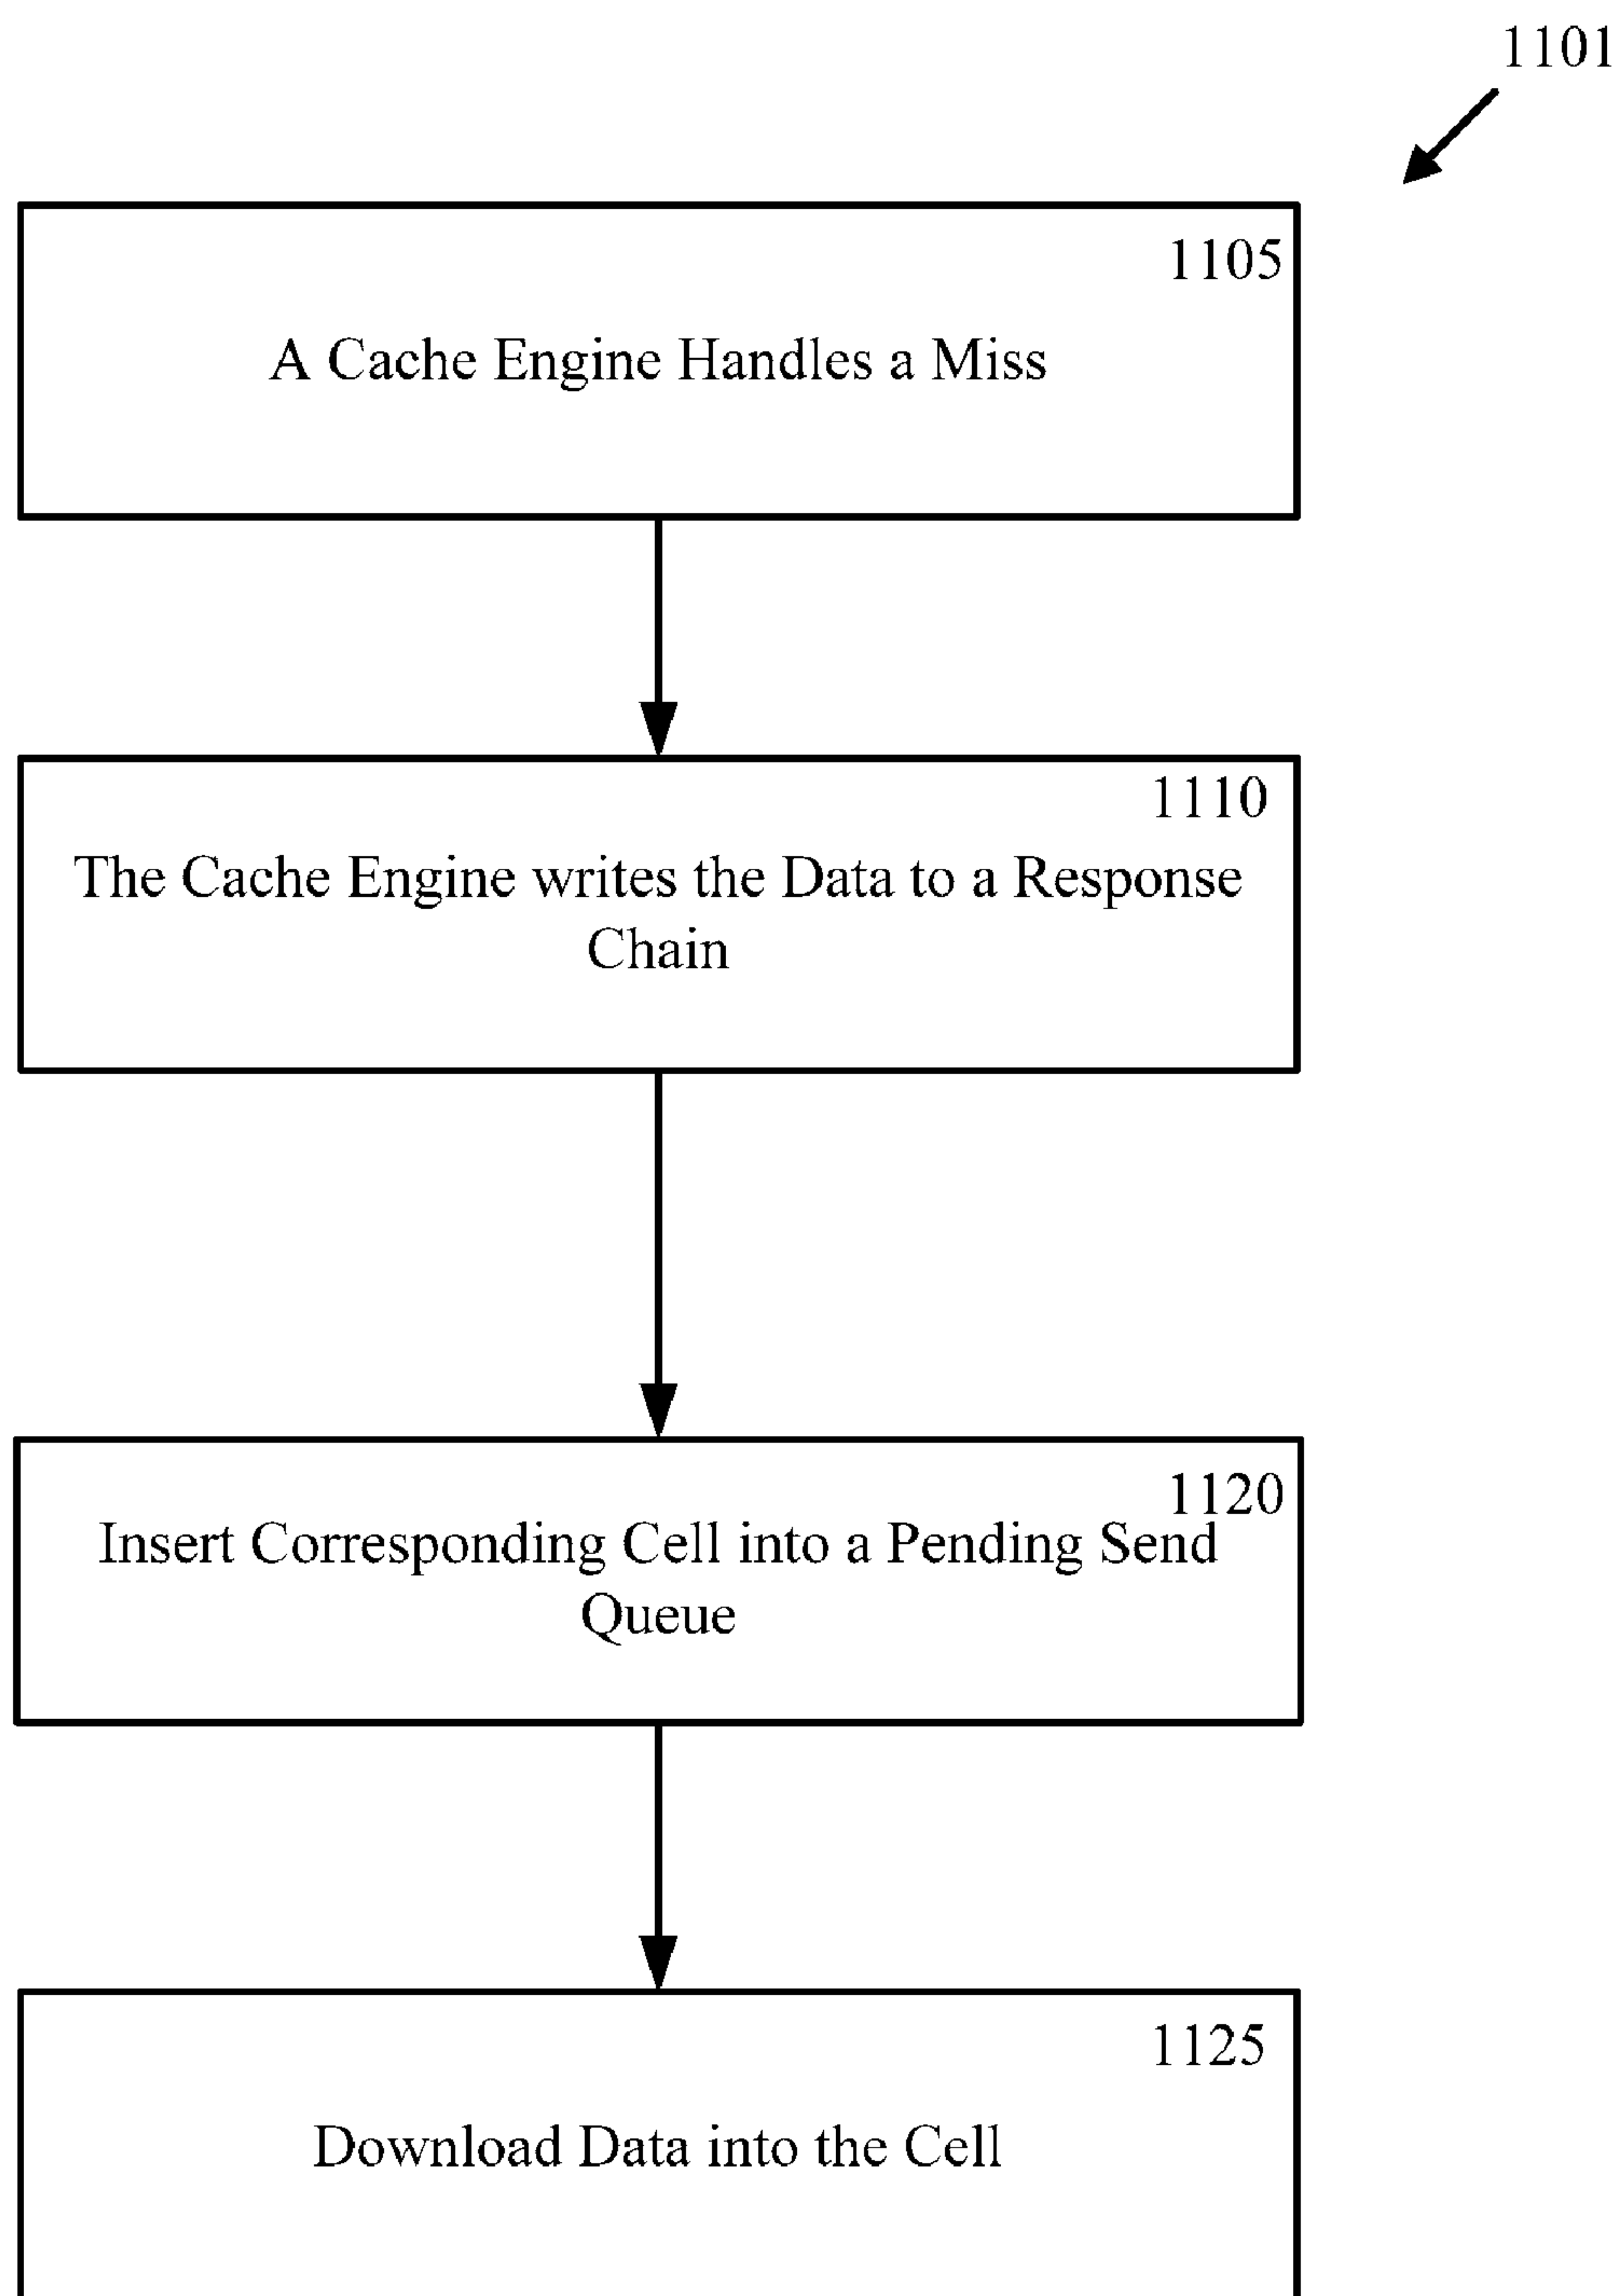 1101
1105
A Cache Engine Handles a Miss
1110
The Cache Engine writes the Data to a Response
Chain
1120
Insert Corresponding Cell into a Pending Send
Queue
1125
Download Data into the Cell